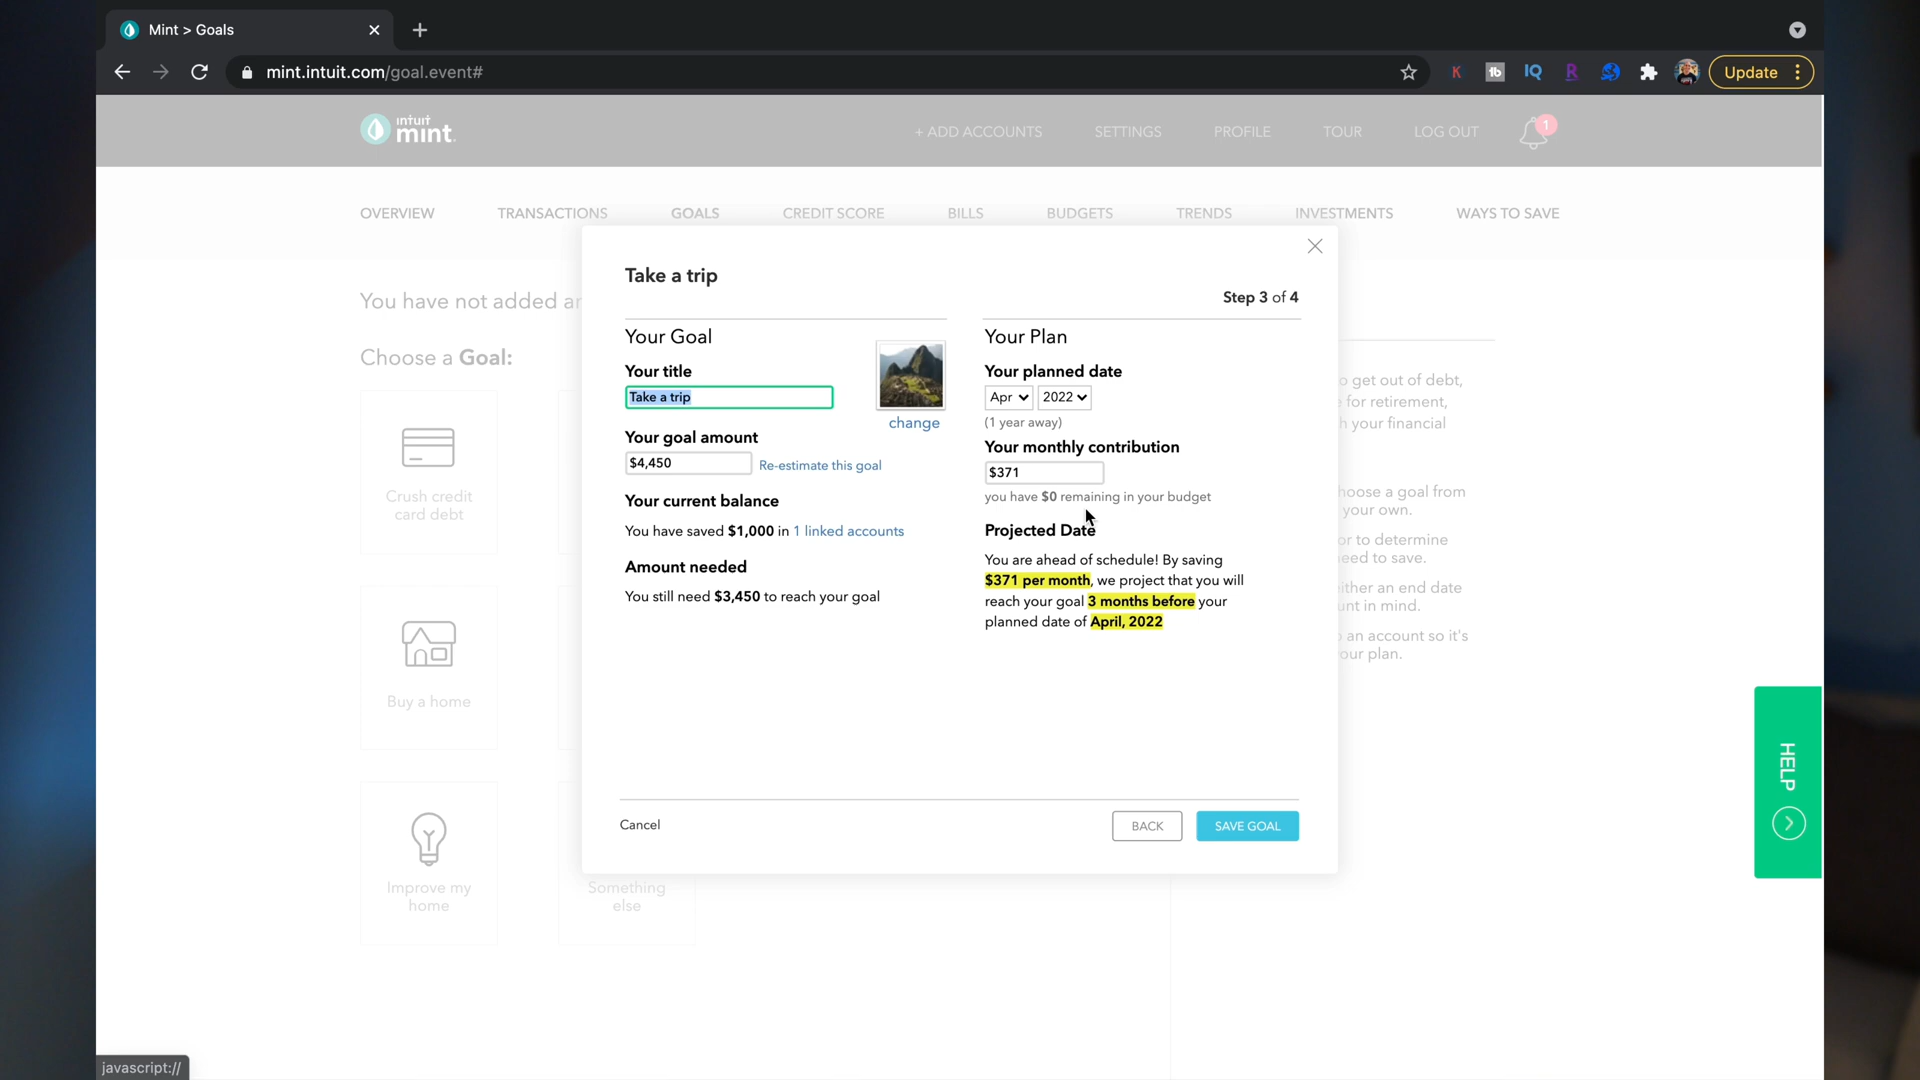 Mint > Goals
mint.intuit.com/goal.event#
K
tb
IQ
R
Update
intuit
mint.
+ ADD ACCOUNTS
SETTINGS
PROFILE
TOUR
LOG OUT
1
OVERVIEW
TRANSACTIONS
GOALS
CREDIT SCORE
BILLS
BUDGETS
TRENDS
INVESTMENTS
WAYS TO SAVE
You have not added
Choose a Goal:
Crush credit
card debt
Buy a home
Improve my
home
Something
else
Take a trip
Step 3 of 4
Your Goal
Your title
Take a trip
change
Your goal amount
$4,450
Re-estimate this goal
Your current balance
You have saved $1,000 in 1 linked accounts
Amount needed
You still need $3,450 to reach your goal
Your Plan
Your planned date
Apr
2022
(1 year away)
Your monthly contribution
$371
you have $0 remaining in your budget
Projected Date
You are ahead of schedule! By saving
$371 per month, we project that you will
reach your goal 3 months before your
planned date of April, 2022
Cancel
BACK
SAVE GOAL
get out of debt,
for retirement,
your financial
a goal from
your own.
to determine
to save.
an end date
in mind.
an account so it's
plan.
HELP
javascript://